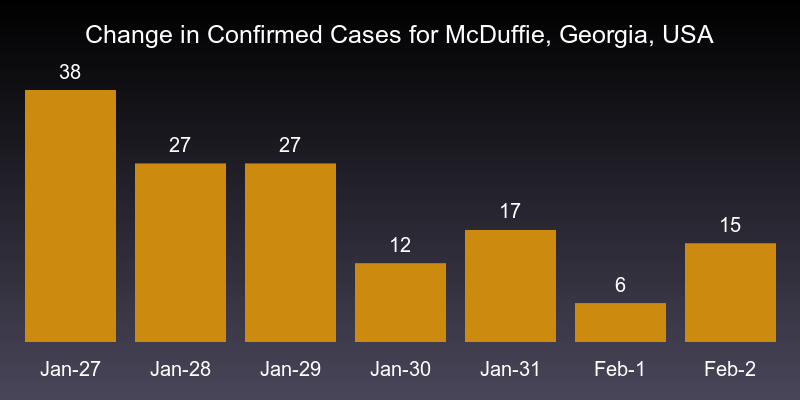 Change in Confirmed Cases for McDuffie, Georgia, USA
38
27
27
12
17
6
15
Jan-27
Jan-28
Jan-29
Jan-30
Jan-31
Feb-1
Feb-2